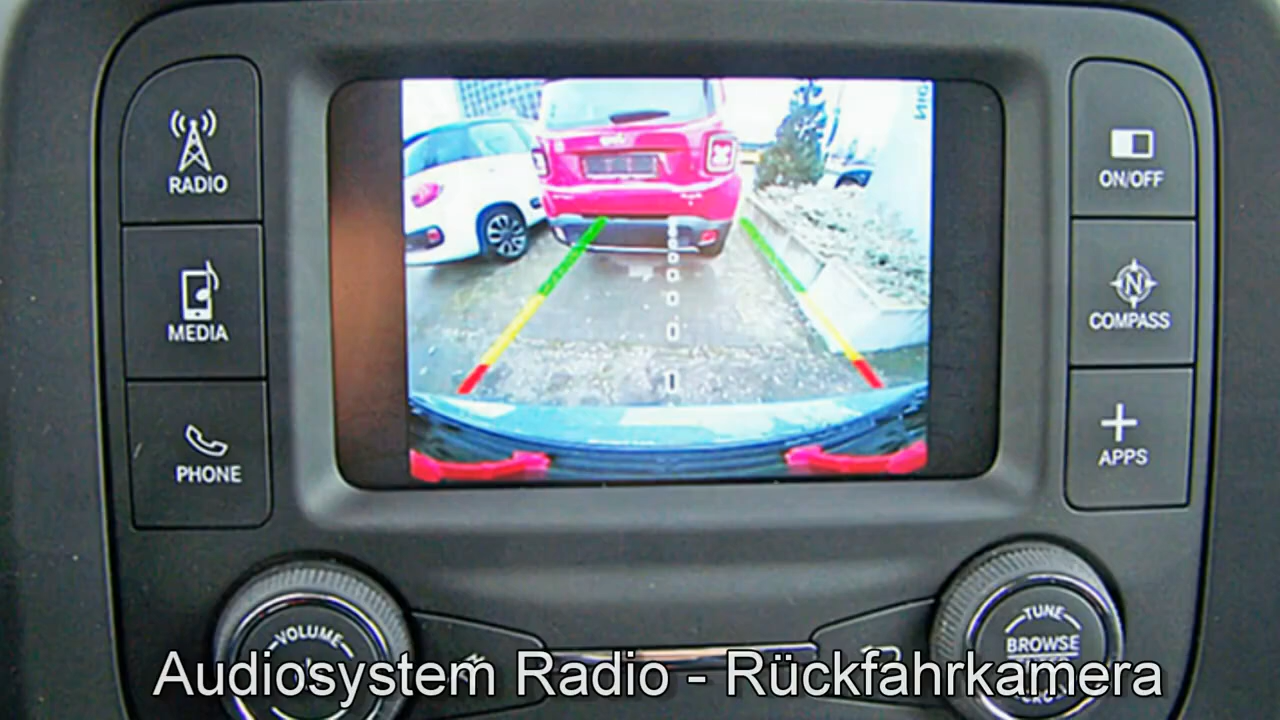 RADIO
MEDIA
PHONE
ON/OFF
N
COMPASS
APPS
VOLUME
TUNE
BROWSE
Audiosystem Radio - Rückfahrkamera